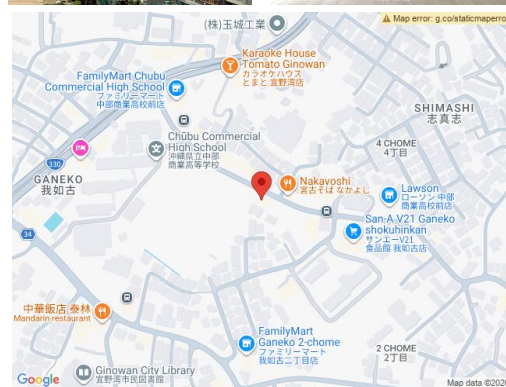 (株)玉城工業
Map error: g.co/staticmaperro
Karaoke House
Tomato Ginowan
カラオケハウス
とまと 宜野湾店
FamilyMart Chubu
Commercial High School
ファミリーマート
中部商業高校前店
SHIMASHI
志真志
Chūbu Commercial
High School
沖縄県立中部
商業高等学校
4 CHOME
4丁目
330
GANEKO
我如古
Nakayoshi
宮古そば なかよし
Lawson
ローソン 中部
商業高校前店
San-A V21 Ganeko
shokuhinkan
サンエーV21
食品館 我如古店
34
中華飯店 泰林
Mandarin restaurant
FamilyMart
Ganeko 2-chome
ファミリーマート
我如古二丁目店
2 CHOME
2丁目
Ginowan City Library
宜野湾市民図書館
Google
Map data ©2026